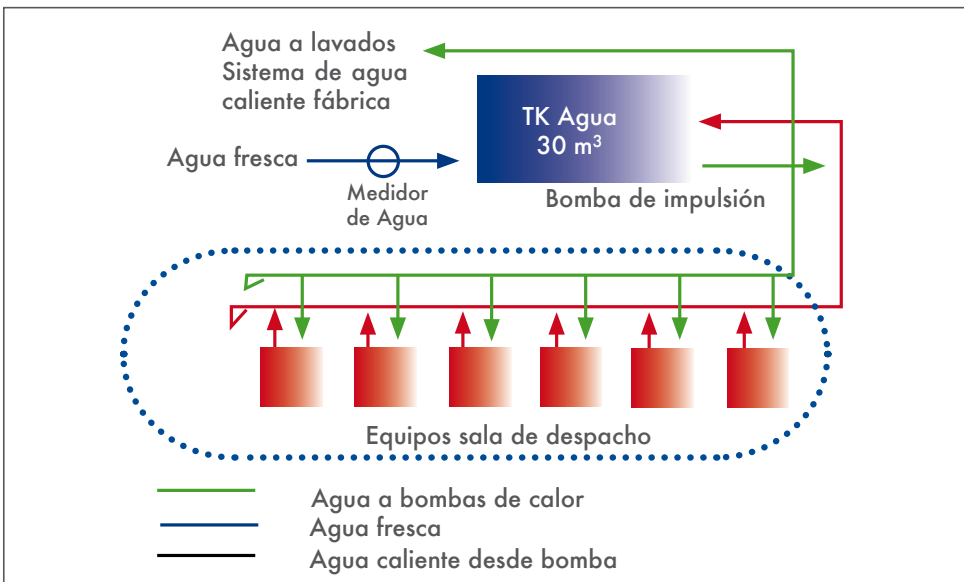 Agua a lavados
Sistema de agua
caliente fábrica
TK Agua
30 m³
Agua fresca
Medidor
de Agua
Bomba de impulsión
Equipos sala de despacho
Agua a bombas de calor
Agua fresca
Agua caliente desde bomba